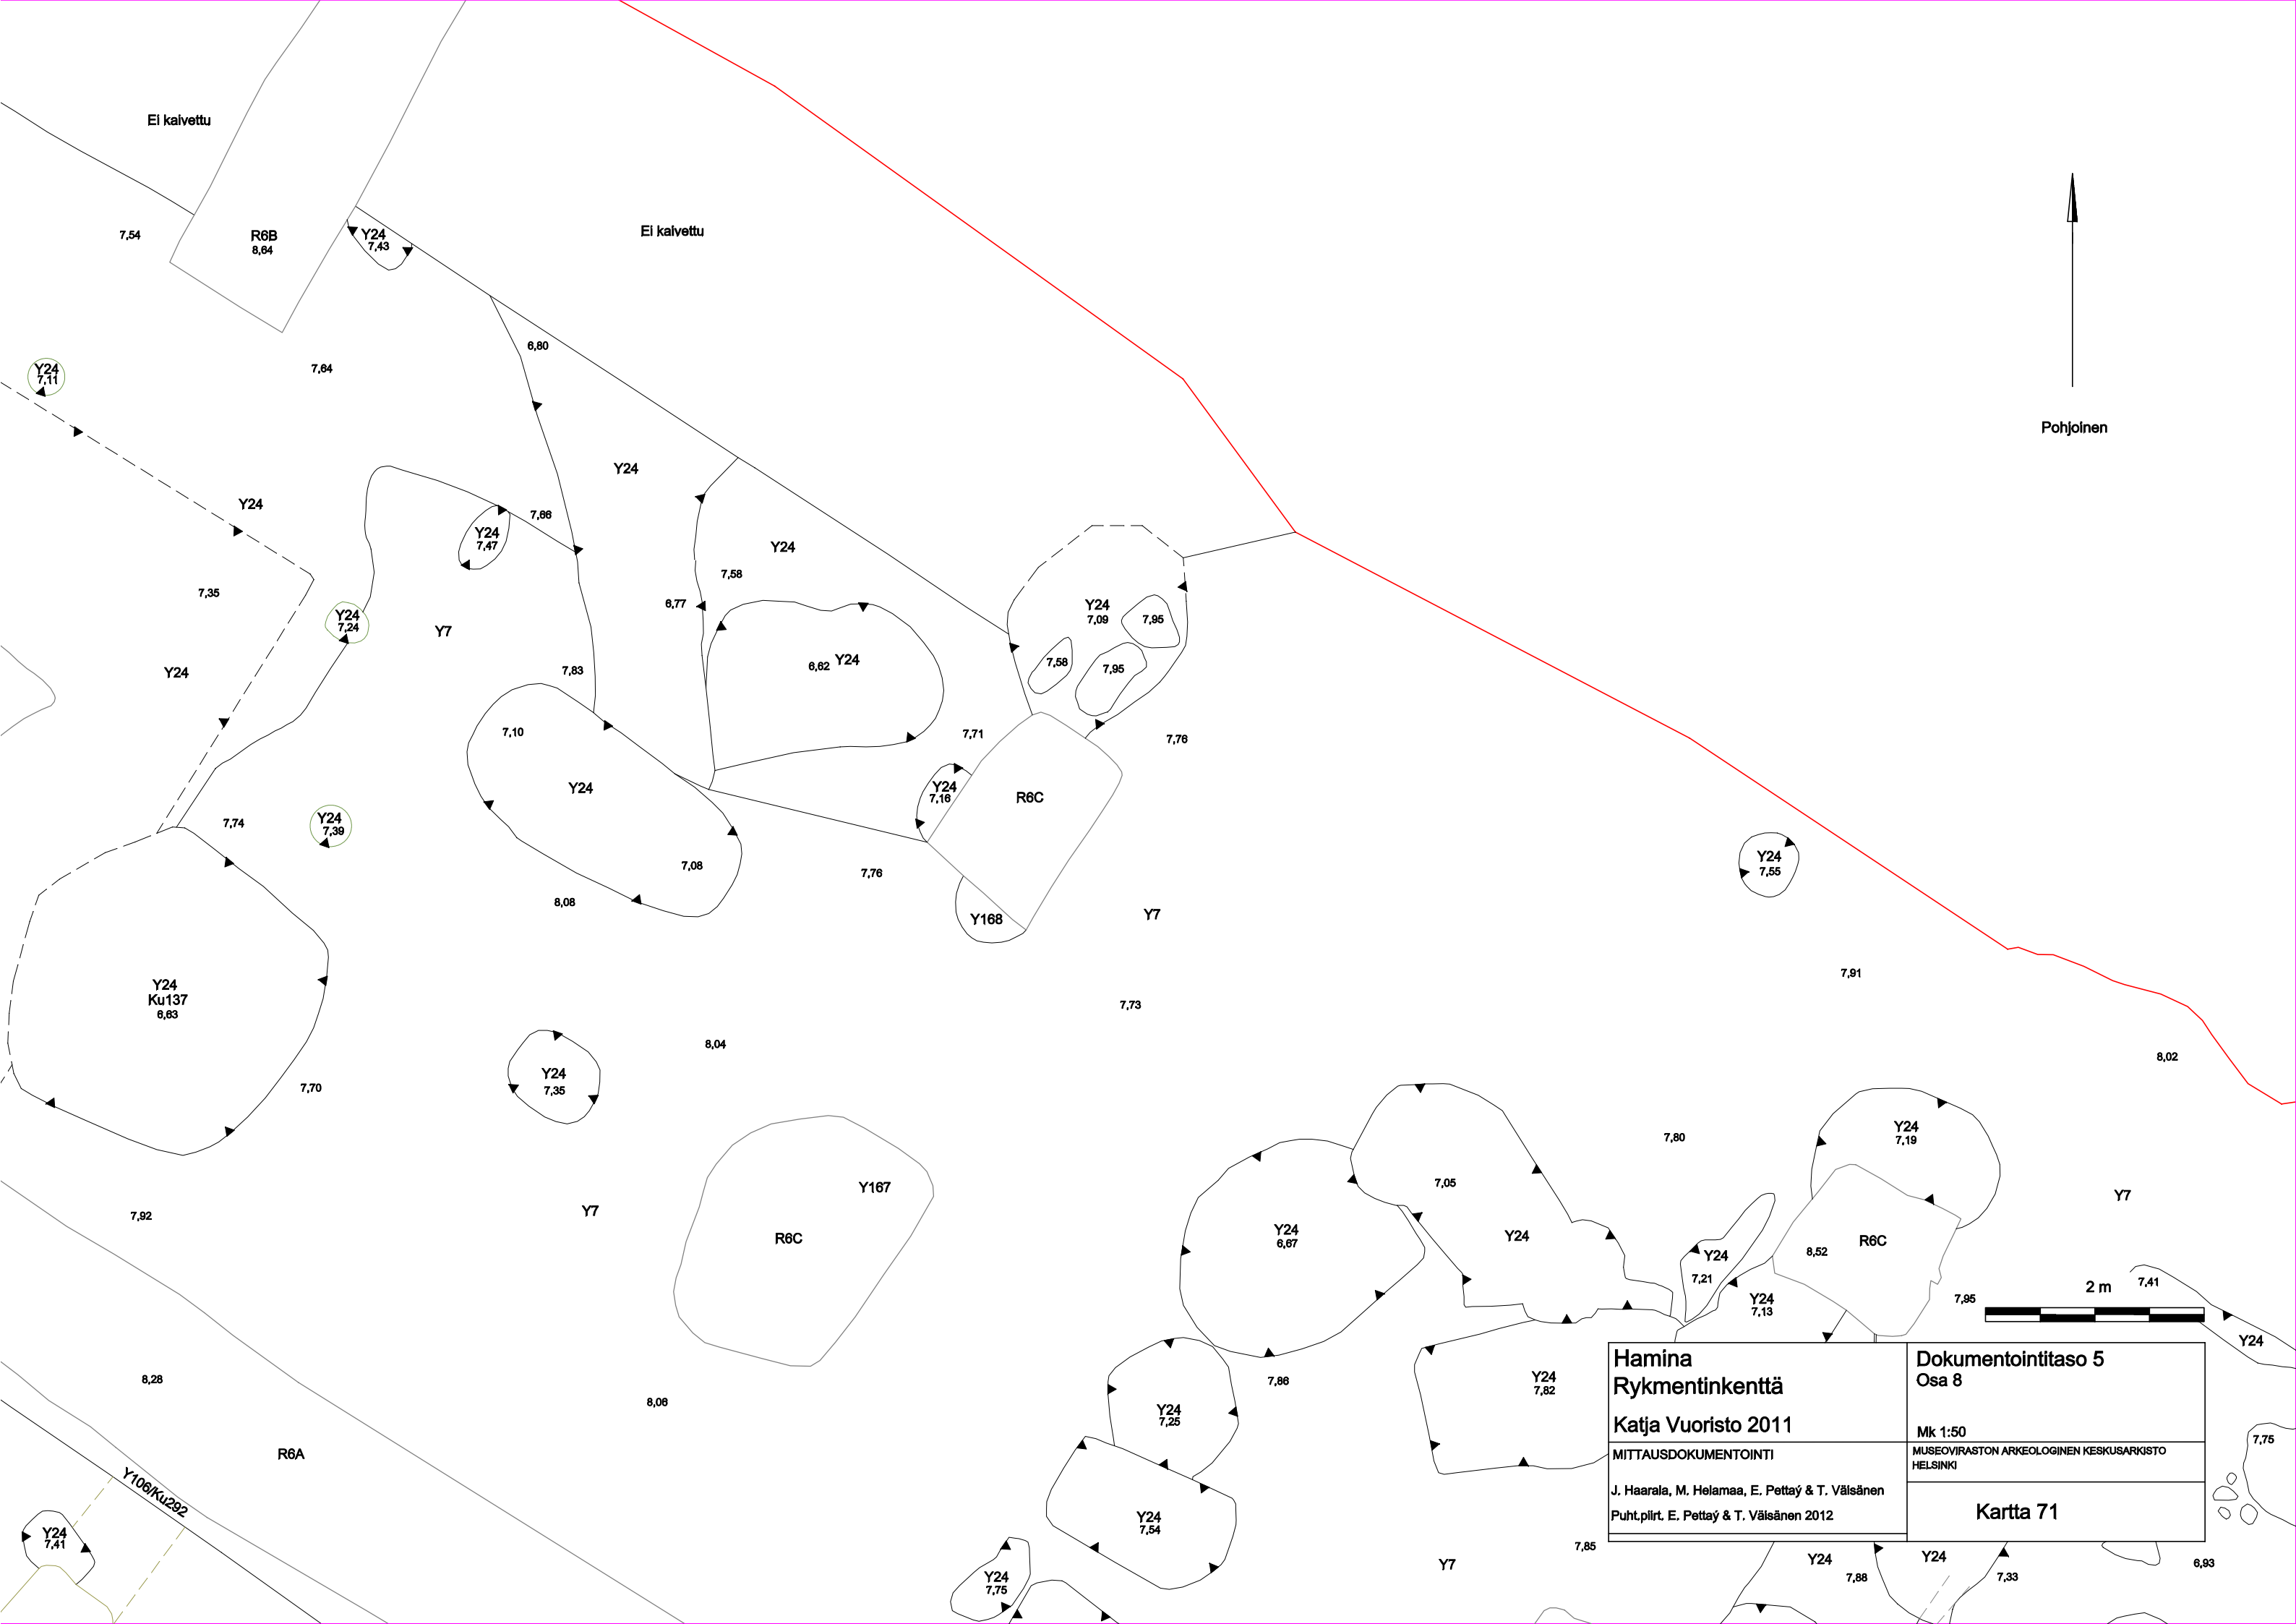 Ei kaivettu
7,54
R6B
8,64
Y24
7,43
Ei kaivettu
Pohjoinen
6,80
7,64
Y24
7,11
Y24
Y24
7,66
Y24
7,47
Y24
7,58
7,35
6,77
Y24
7,09
7,95
7,58
7,95
Y24
7,24
Y7
6,62 Y24
7,83
Y24
7,10
7,71
7,76
Y24
Y24
7,16
R6C
7,74
Y24
7,39
7,08
7,76
Y24
7,55
8,08
Y168
Y7
7,91
Y24
Ku137
6,63
7,73
8,04
8,02
Y24
7,35
7,70
7,80
Y24
7,19
7,05
Y167
Y7
7,92
Y7
R6C
Y24
6,67
Y24
Y24
7,21
8,52
R6C
Y24
7,13
7,95
2 m
7,41
Y24
8,28
7,86
Y24
7,82
8,06
Y24
7,25
R6A
Y106/Ku292
7,75
Hamina
Rykmentinkenttä
Katja Vuoristo 2011
MITTAUSDOKUMENTOINTI
J. Haarala, M. Helamaa, E. Pettaý & T. Väisänen
Puht.piirt. E. Pettaý & T. Väisänen 2012
Dokumentointitaso 5
Osa 8
Mk 1:50
MUSEOVIRASTON ARKEOLOGINEN KESKUSARKISTO
HELSINKI
Kartta 71
Y24
7,41
Y24
7,54
Y24
7,75
Y7
7,85
Y24
7,88
Y24
7,33
6,93